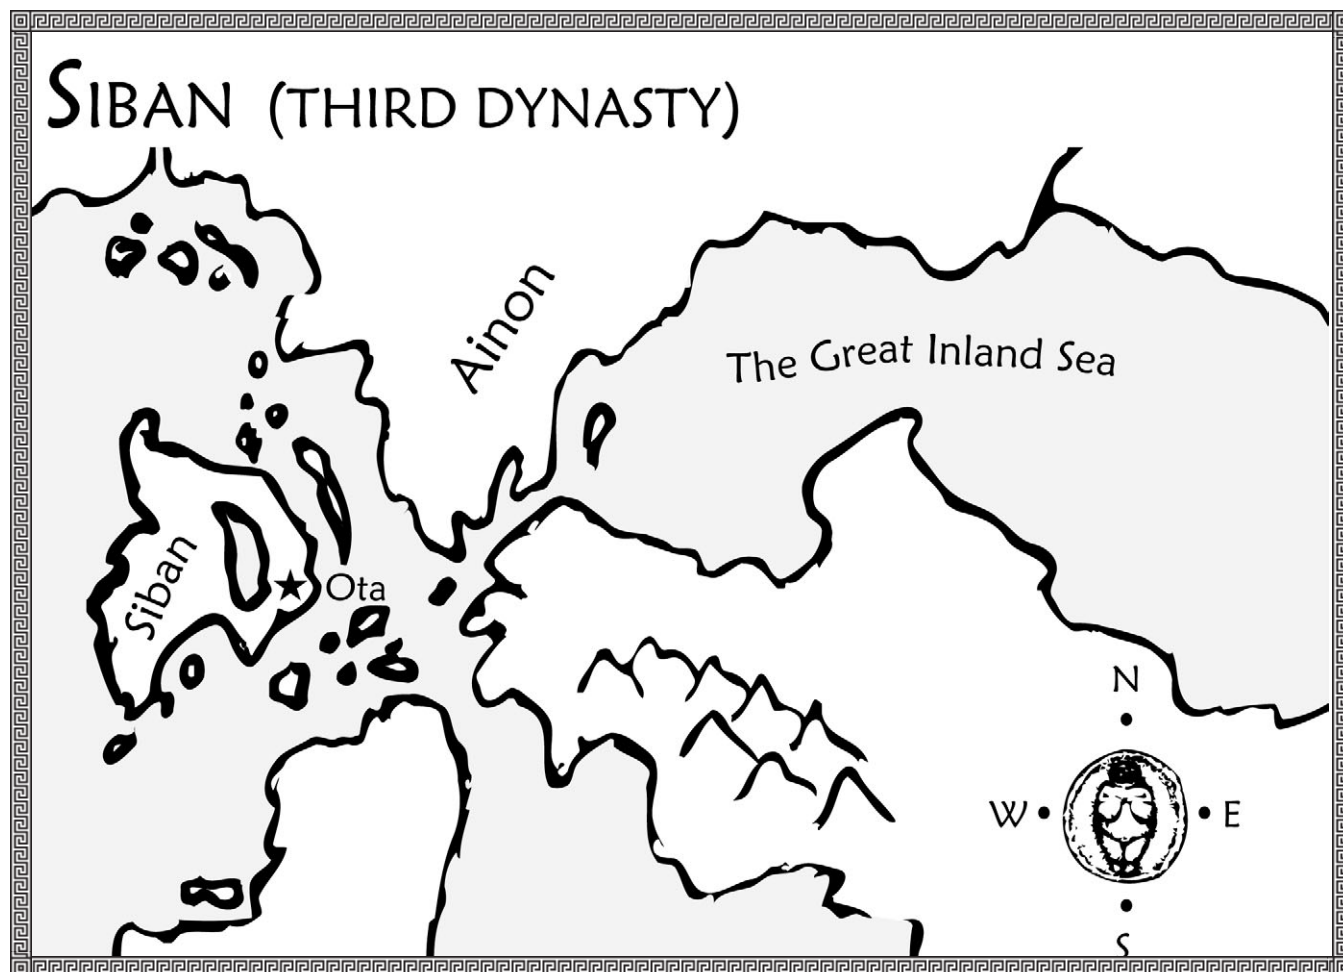 SIBAN (THIRD DYNASTY)
Ainon
The Great Inland Sea
Siban
Ota
N
W
E
S